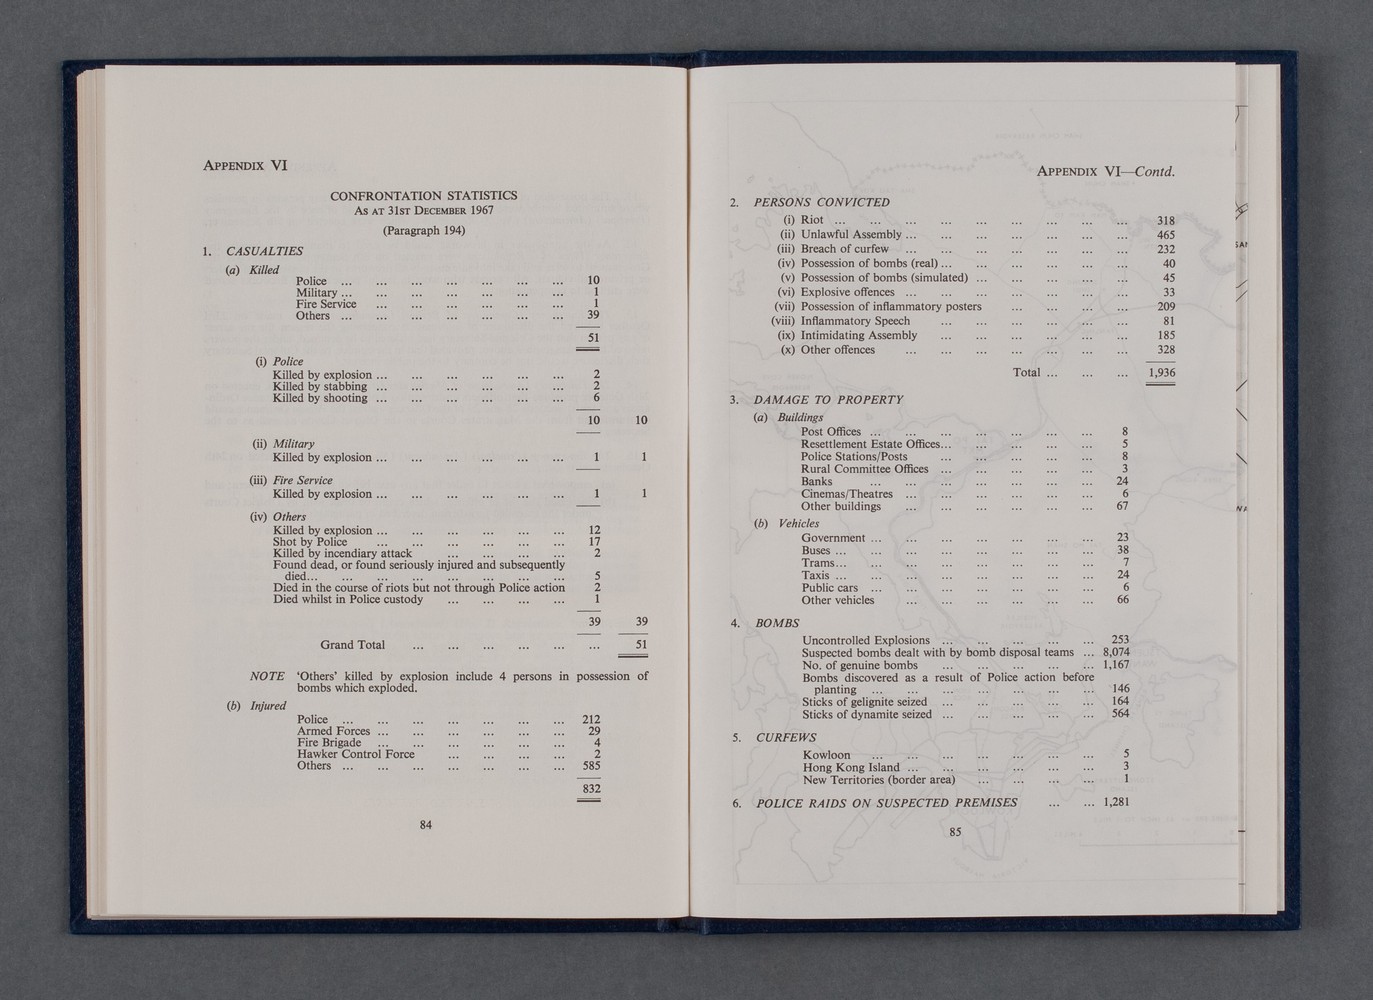 APPENDIX VI
CONFRONTATION STATISTICS
AS AT 31ST DECEMBER 1967
(Paragraph 194)
1. CASUALTIES
(a) Killed
Police ... ... ... ... ... ... ... 10
Military ... ... ... ... ... ... ... 1
Fire Service ... ... ... ... ... ... 1
Others ... ... ... ... ... ... ... 39
51
(i) Police
Killed by explosion ... ... ... ... ... ... 2
Killed by stabbing ... ... ... ... ... ... 2
Killed by shooting ... ... ... ... ... ... 6
10 10
(ii) Military
Killed by explosion ... ... ... ... ... ... 1 1
(iii) Fire Service
Killed by explosion ... ... ... ... ... ... 1 1
(iv) Others
Killed by explosion ... ... ... ... ... ... 12
Shot by Police ... ... ... ... ... ... 17
Killed by incendiary attack ... ... ... ... 2
Found dead, or found seriously injured and subsequently
died... ... ... ... ... ... ... ... 5
Died in the course of riots but not through Police action 2
Died whilst in Police custody ... ... ... ... 1
39 39
Grand Total ... ... ... ... ... ... 51
NOTE 'Others' killed by explosion include 4 persons in possession of
bombs which exploded.
(b) Injured
Police ... ... ... ... ... ... ... 212
Armed Forces ... ... ... ... ... ... 29
Fire Brigade ... ... ... ... ... ... 4
Hawker Control Force ... ... ... ... 2
Others ... ... ... ... ... ... ... 585
832
84
APPENDIX VI—Contd.
2. PERSONS CONVICTED
(i) Riot ... ... ... ... ... ... ... ... ... 318
(ii) Unlawful Assembly ... ... ... ... ... ... ... 465
(iii) Breach of curfew ... ... ... ... ... ... ... 232
(iv) Possession of bombs (real) ... ... ... ... ... ... 40
(v) Possession of bombs (simulated) ... ... ... ... ... 45
(vi) Explosive offences ... ... ... ... ... ... ... 33
(vii) Possession of inflammatory posters ... ... ... ... 209
(viii) Inflammatory Speech ... ... ... ... ... ... 81
(ix) Intimidating Assembly ... ... ... ... ... ... 185
(x) Other offences ... ... ... ... ... ... ... 328
Total ... ... ... 1,936
3. DAMAGE TO PROPERTY
(a) Buildings
Post Offices ... ... ... ... ... ... ... 8
Resettlement Estate Offices... ... ... ... ... 5
Police Stations/Posts ... ... ... ... ... 8
Rural Committee Offices ... ... ... ... ... 3
Banks ... ... ... ... ... ... ... 24
Cinemas/Theatres ... ... ... ... ... ... 6
Other buildings ... ... ... ... ... ... 67
(b) Vehicles
Government ... ... ... ... ... ... ... 23
Buses ... ... ... ... ... ... ... ... 38
Trams... ... ... ... ... ... ... ... 7
Taxis ... ... ... ... ... ... ... ... 24
Public cars ... ... ... ... ... ... ... 6
Other vehicles ... ... ... ... ... ... 66
4. BOMBS
Uncontrolled Explosions ... ... ... ... ... 253
Suspected bombs dealt with by bomb disposal teams ... 8,074
No. of genuine bombs ... ... ... ... ... 1,167
Bombs discovered as a result of Police action before
planting ... ... ... ... ... ... ... 146
Sticks of gelignite seized ... ... ... ... ... 164
Sticks of dynamite seized ... ... ... ... ... 564
5. CURFEWS
Kowloon ... ... ... ... ... ... ... 5
Hong Kong Island ... ... ... ... ... ... 3
New Territories (border area) ... ... ... ... 1
6. POLICE RAIDS ON SUSPECTED PREMISES ... ... 1,281
85